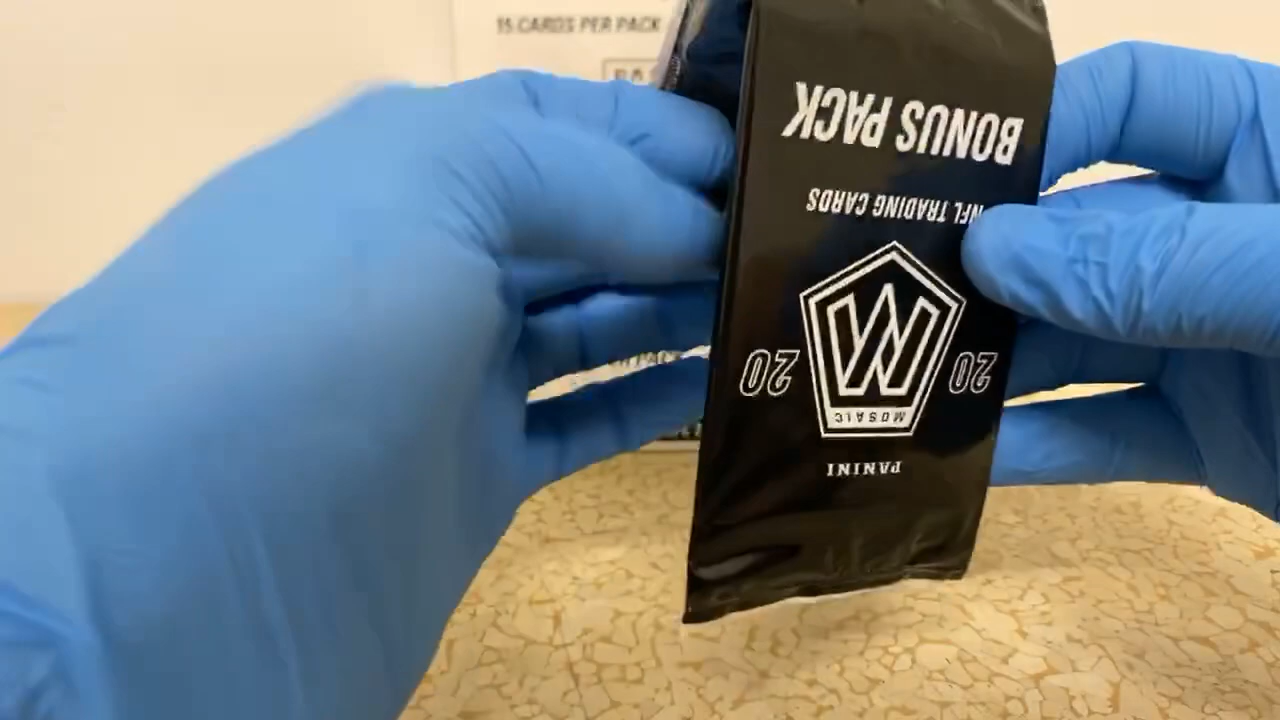 15 CARDS PER PACK
BONUS PACK
NFL TRADING CARDS
20 20
MOSAIC
PANINI